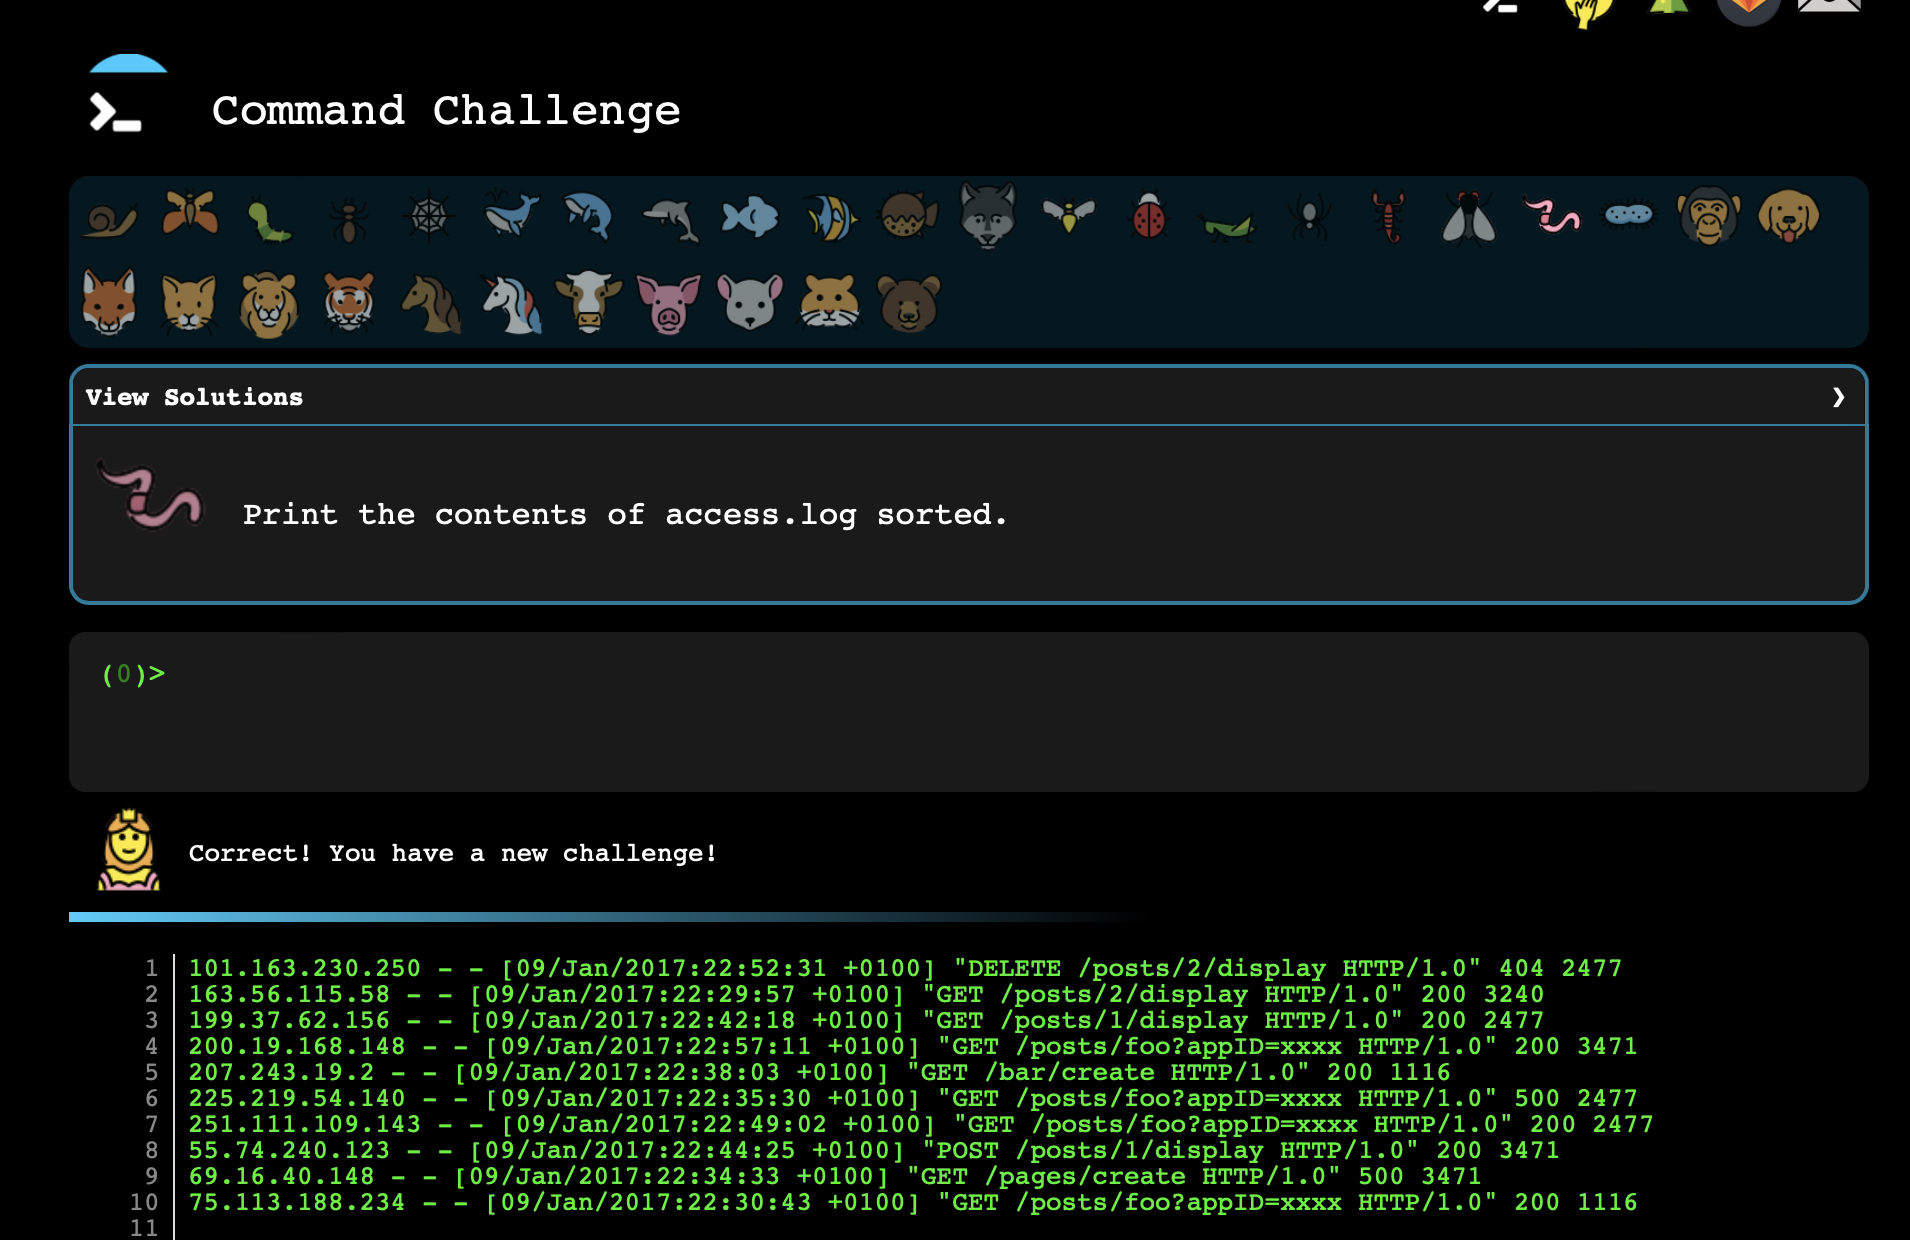 Command Challenge
View Solutions ❯
Print the contents of access.log sorted.
(0)>
Correct! You have a new challenge!
1 101.163.230.250 - - [09/Jan/2017:22:52:31 +0100] "DELETE /posts/2/display HTTP/1.0" 404 2477
2 163.56.115.58 - - [09/Jan/2017:22:29:57 +0100] "GET /posts/2/display HTTP/1.0" 200 3240
3 199.37.62.156 - - [09/Jan/2017:22:42:18 +0100] "GET /posts/1/display HTTP/1.0" 200 2477
4 200.19.168.148 - - [09/Jan/2017:22:57:11 +0100] "GET /posts/foo?appID=xxxx HTTP/1.0" 200 3471
5 207.243.19.2 - - [09/Jan/2017:22:38:03 +0100] "GET /bar/create HTTP/1.0" 200 1116
6 225.219.54.140 - - [09/Jan/2017:22:35:30 +0100] "GET /posts/foo?appID=xxxx HTTP/1.0" 500 2477
7 251.111.109.143 - - [09/Jan/2017:22:49:02 +0100] "GET /posts/foo?appID=xxxx HTTP/1.0" 200 2477
8 55.74.240.123 - - [09/Jan/2017:22:44:25 +0100] "POST /posts/1/display HTTP/1.0" 200 3471
9 69.16.40.148 - - [09/Jan/2017:22:34:33 +0100] "GET /pages/create HTTP/1.0" 500 3471
10 75.113.188.234 - - [09/Jan/2017:22:30:43 +0100] "GET /posts/foo?appID=xxxx HTTP/1.0" 200 1116
11